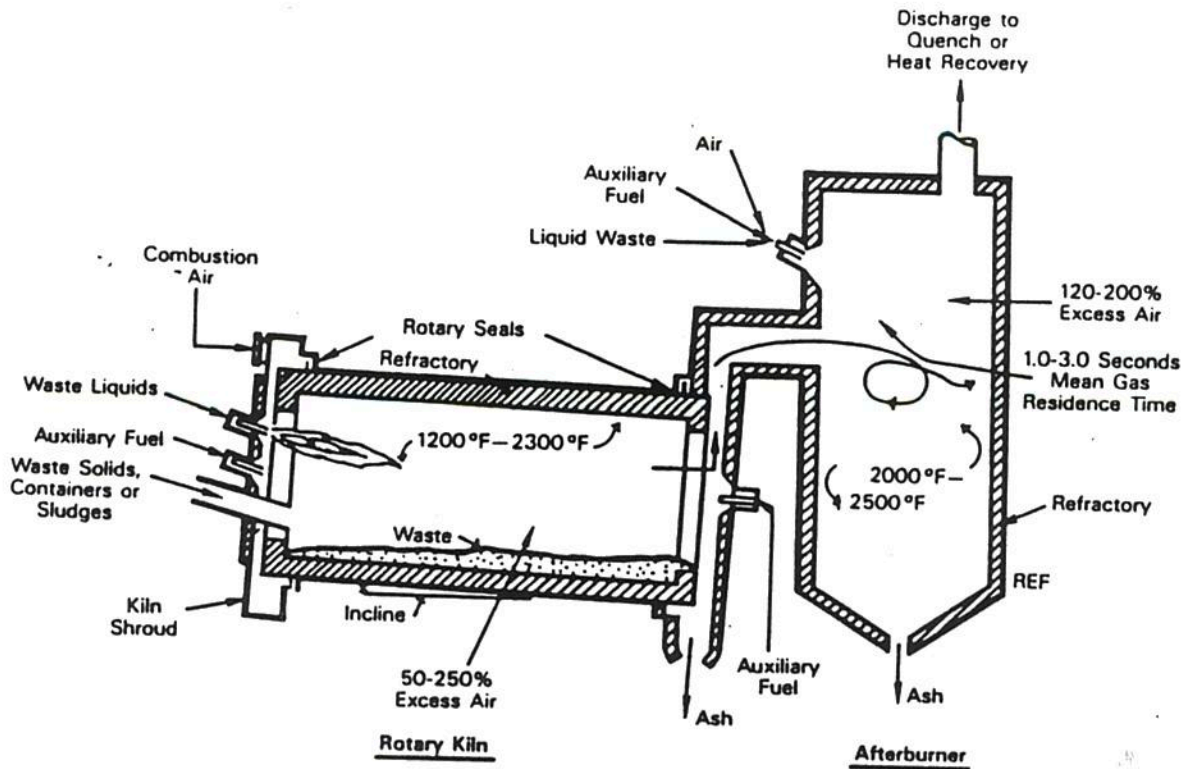 Discharge to
Quench or
Heat Recovery
Air
Auxiliary
Fuel
Liquid Waste
Combustion
Air
Rotary Seals
Refractory
120-200%
Excess Air
1.0-3.0 Seconds
Mean Gas
Residence Time
Waste Liquids
1200°F—2300°F
Auxiliary Fuel
Waste Solids,
Containers or
Sludges
2000°F—
2500°F
Refractory
Waste
REF
Kiln
Shroud
Incline
50-250%
Excess Air
Auxiliary
Fuel
Ash
Ash
Rotary Kiln
Afterburner